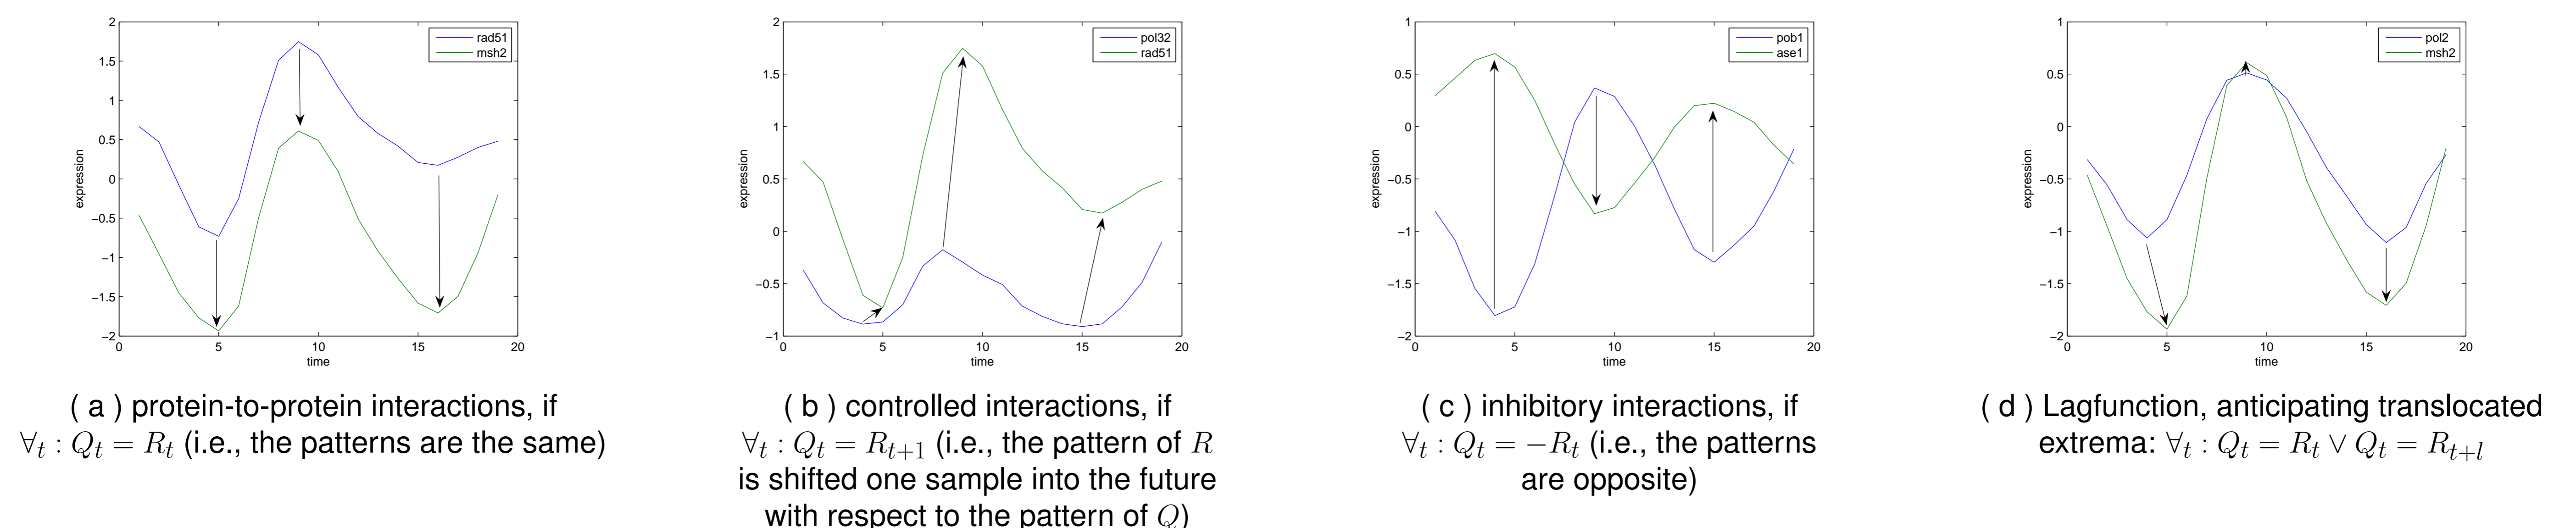 2
1.5
1
0.5
0
−0.5
−1
−1.5
−2
expression
0 5 10 15 20
time
rad51
msh2
( a ) protein-to-protein interactions, if
∀t : Qt = Rt (i.e., the patterns are the same)
2
1.5
1
0.5
0
−0.5
−1
expression
0 5 10 15 20
time
pol32
rad51
( b ) controlled interactions, if
∀t : Qt = Rt+1 (i.e., the pattern of R
is shifted one sample into the future
with respect to the pattern of Q)
1
0.5
0
−0.5
−1
−1.5
−2
expression
0 5 10 15 20
time
pob1
ase1
( c ) inhibitory interactions, if
∀t : Qt = −Rt (i.e., the patterns
are opposite)
1
0.5
0
−0.5
−1
−1.5
−2
expression
0 5 10 15 20
time
pol2
msh2
( d ) Lagfunction, anticipating translocated
extrema: ∀t : Qt = Rt ∨ Qt = Rt+l